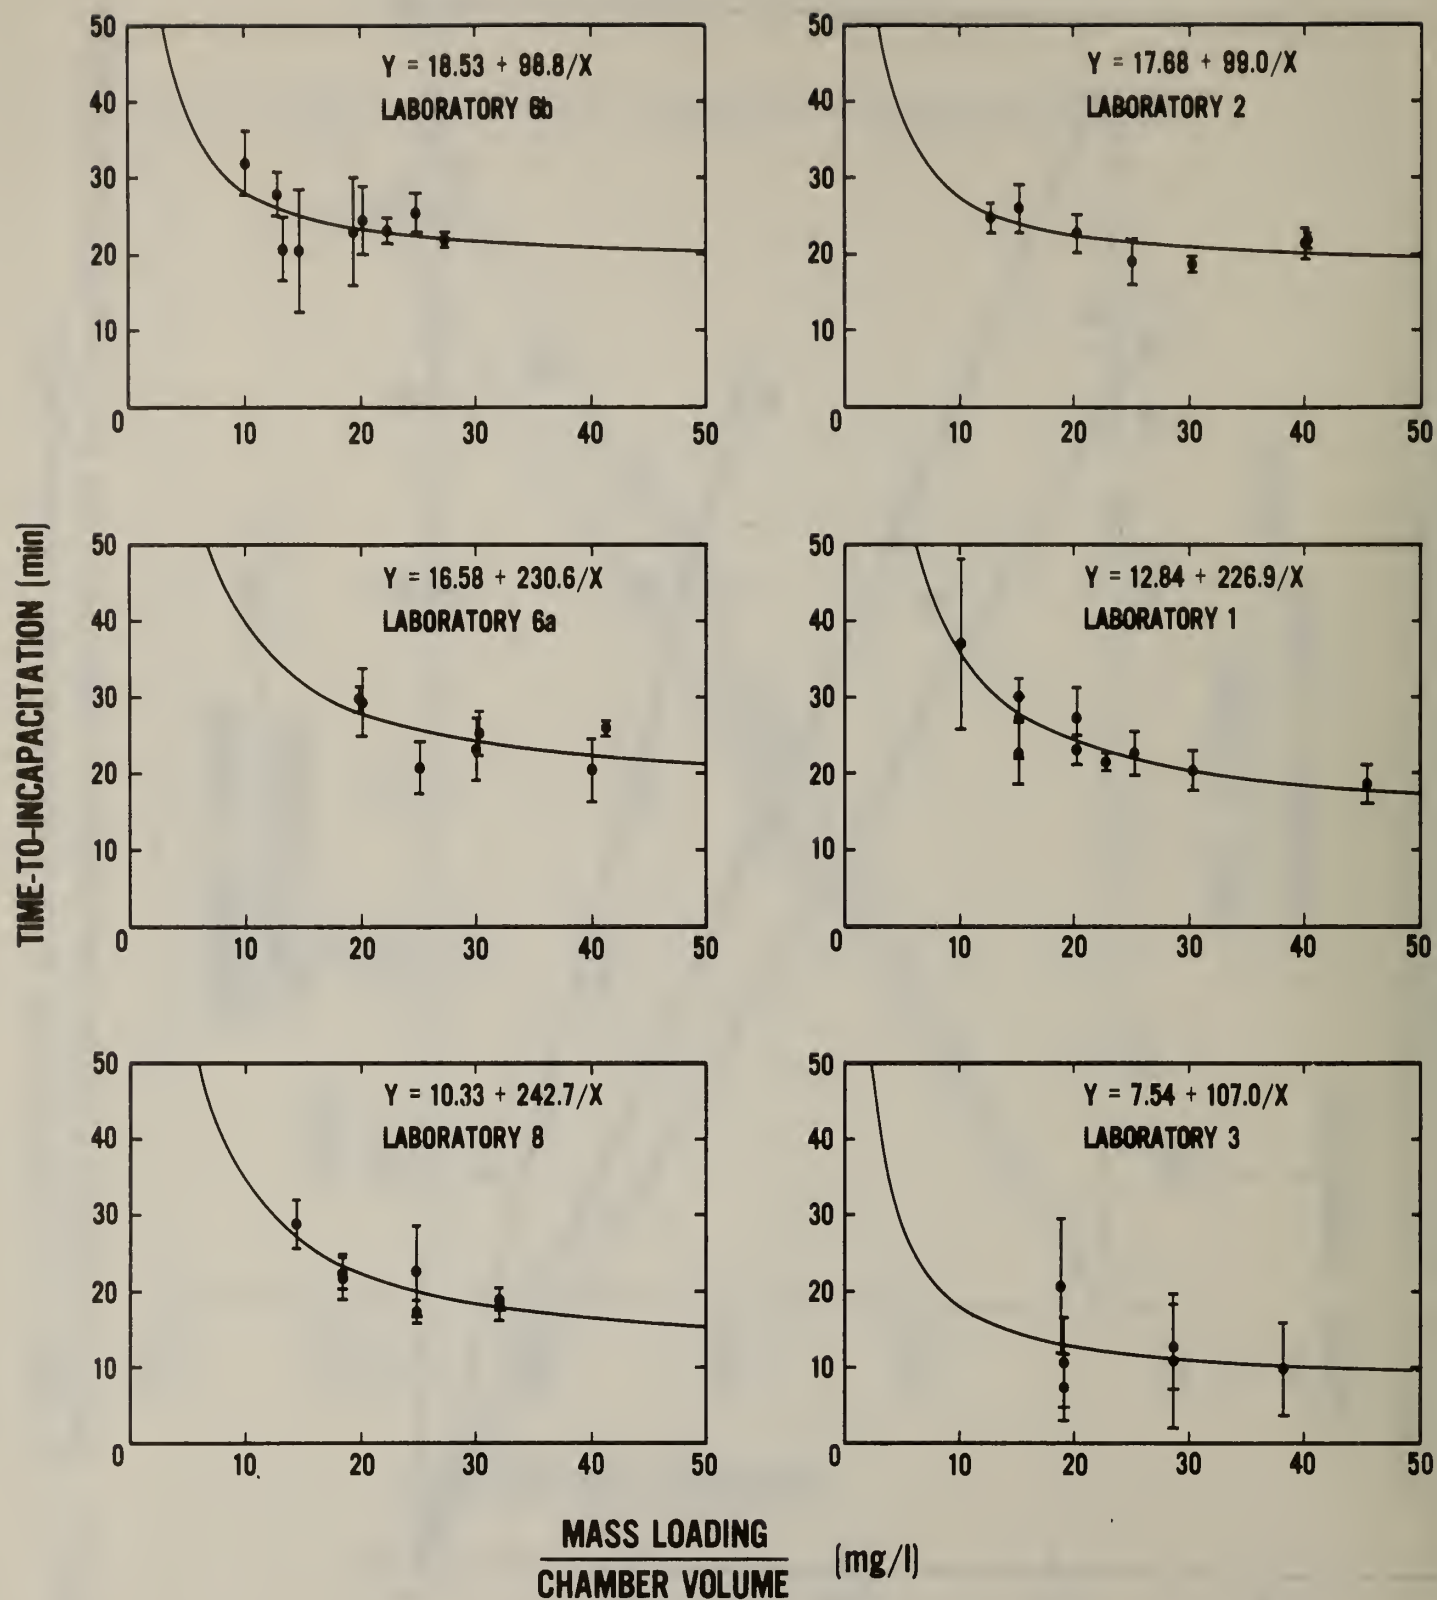 Y = 18.53 + 98.8/X
LABORATORY 6b
50
40
30
20
10
0
10 20 30 40 50
Y = 17.68 + 99.0/X
LABORATORY 2
50
40
30
20
10
0
10 20 30 40 50
TIME-TO-INCAPACITATION (min)
Y = 16.58 + 230.6/X
LABORATORY 6a
50
40
30
20
10
0
10 20 30 40 50
Y = 12.84 + 226.9/X
LABORATORY 1
50
40
30
20
10
0
10 20 30 40 50
Y = 10.33 + 242.7/X
LABORATORY 8
50
40
30
20
10
0
10 20 30 40 50
Y = 7.54 + 107.0/X
LABORATORY 3
50
40
30
20
10
0
10 20 30 40 50
MASS LOADING
CHAMBER VOLUME (mg/l)